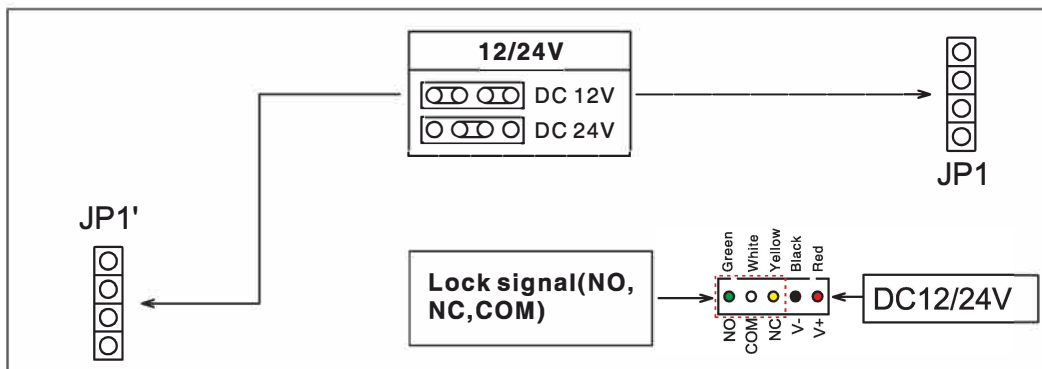 12/24V
DC 12V
DC 24V
JP1
JP1'
Lock signal(NO,
NC,COM)
Green
White
Yellow
Black
Red
NO
COM
NC
V-
V+
DC12/24V